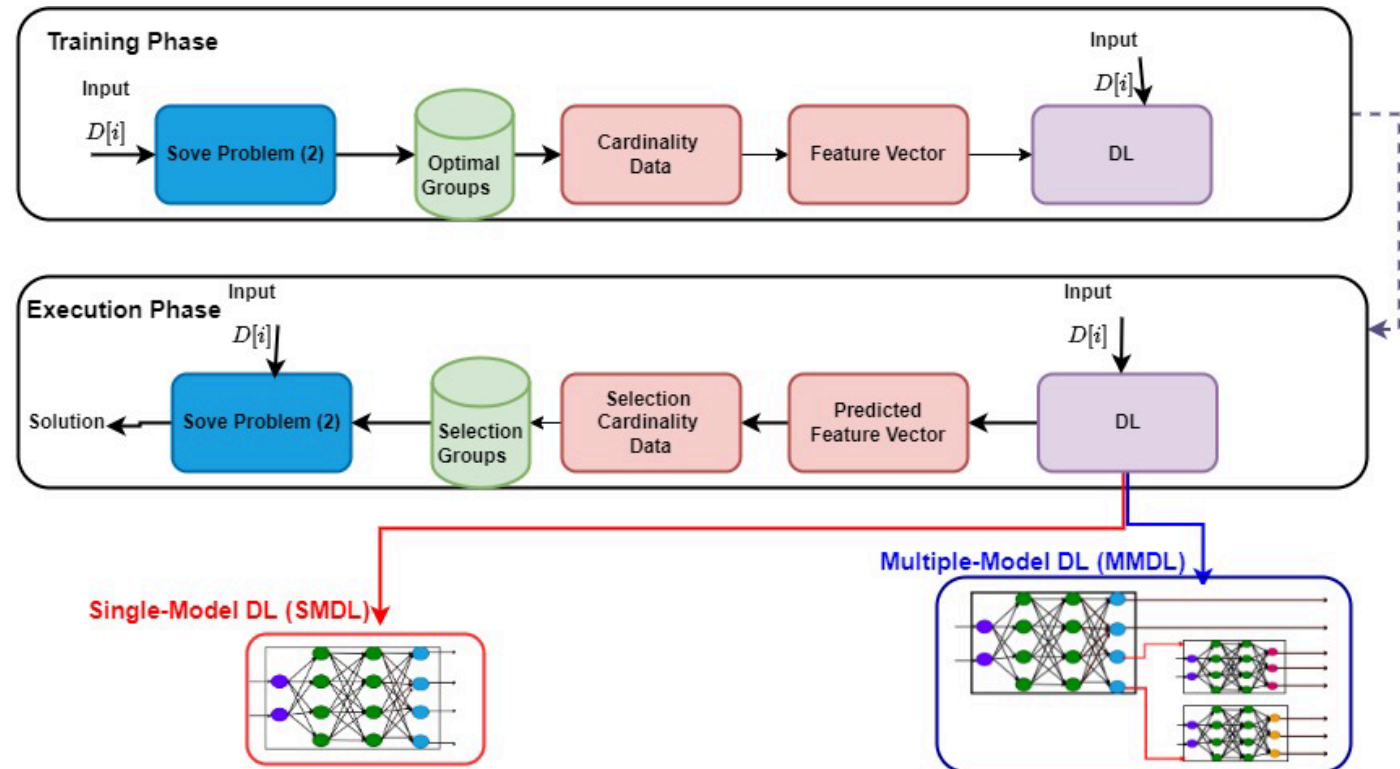 Training Phase
Input
D[i]
Sove Problem (2)
Optimal
Groups
Cardinality
Data
Feature Vector
Input
D[i]
DL
Execution Phase
Input
D[i]
Input
D[i]
Solution
Sove Problem (2)
Selection
Groups
Selection
Cardinality
Data
Predicted
Feature Vector
DL
Multiple-Model DL (MMDL)
Single-Model DL (SMDL)